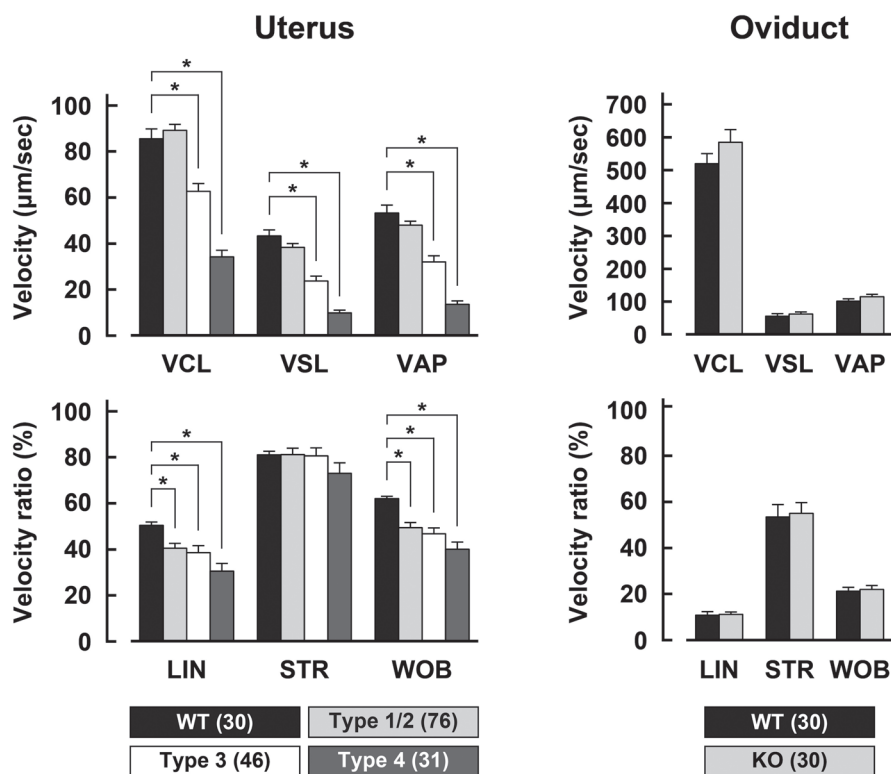 Uterus
Oviduct
Velocity (µm/sec)
100
80
60
40
20
0
* * * * * *
VCL VSL VAP
Velocity (µm/sec)
700
600
500
400
300
200
100
0
VCL VSL VAP
Velocity ratio (%)
100
80
60
40
20
0
* * * * * *
LIN STR WOB
Velocity ratio (%)
100
80
60
40
20
0
LIN STR WOB
WT (30) Type 1/2 (76)
Type 3 (46) Type 4 (31)
WT (30)
KO (30)